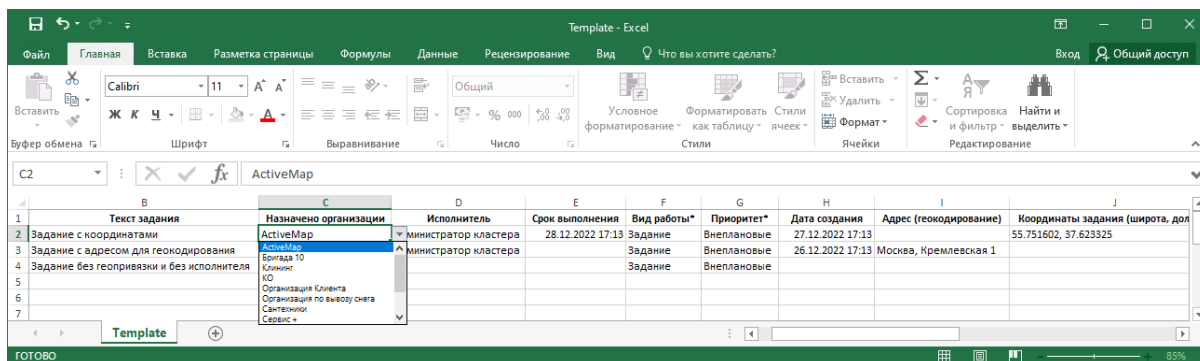 Template - Excel
Файл Главная Вставка Разметка страницы Формулы Данные Рецензирование Вид Что вы хотите сделать? Вход Общий доступ
Вставить
Буфер обмена
Calibri 11
Ж К Ч
Шрифт
Выравнивание
Общий
% 000
Число
Условное форматирование
Форматировать как таблицу
Стили ячеек
Стили
Вставить
Удалить
Формат
Ячейки
Сортировка и фильтр
Найти и выделить
Редактирование
C2 fx ActiveMap
B C D E F G H I J
1 Текст задания Назначено организации Исполнитель Срок выполнения Вид работы* Приоритет* Дата создания Адрес (геокодирование) Координаты задания (широта, дол
2 Задание с координатами ActiveMap министратор кластера 28.12.2022 17:13 Задание Внеплановые 27.12.2022 17:13 55.751602, 37.623325
3 Задание с адресом для геокодирования министратор кластера Задание Внеплановые 26.12.2022 17:13 Москва, Кремлевская 1
4 Задание без геопривязки и без исполнителя Задание Внеплановые
5
6
7
ActiveMap
Бригада 10
Клининг
КО
Организация Клиента
Организация по вывозу снега
Сантехники
Сервис +
Template
ГОТОВО 85%